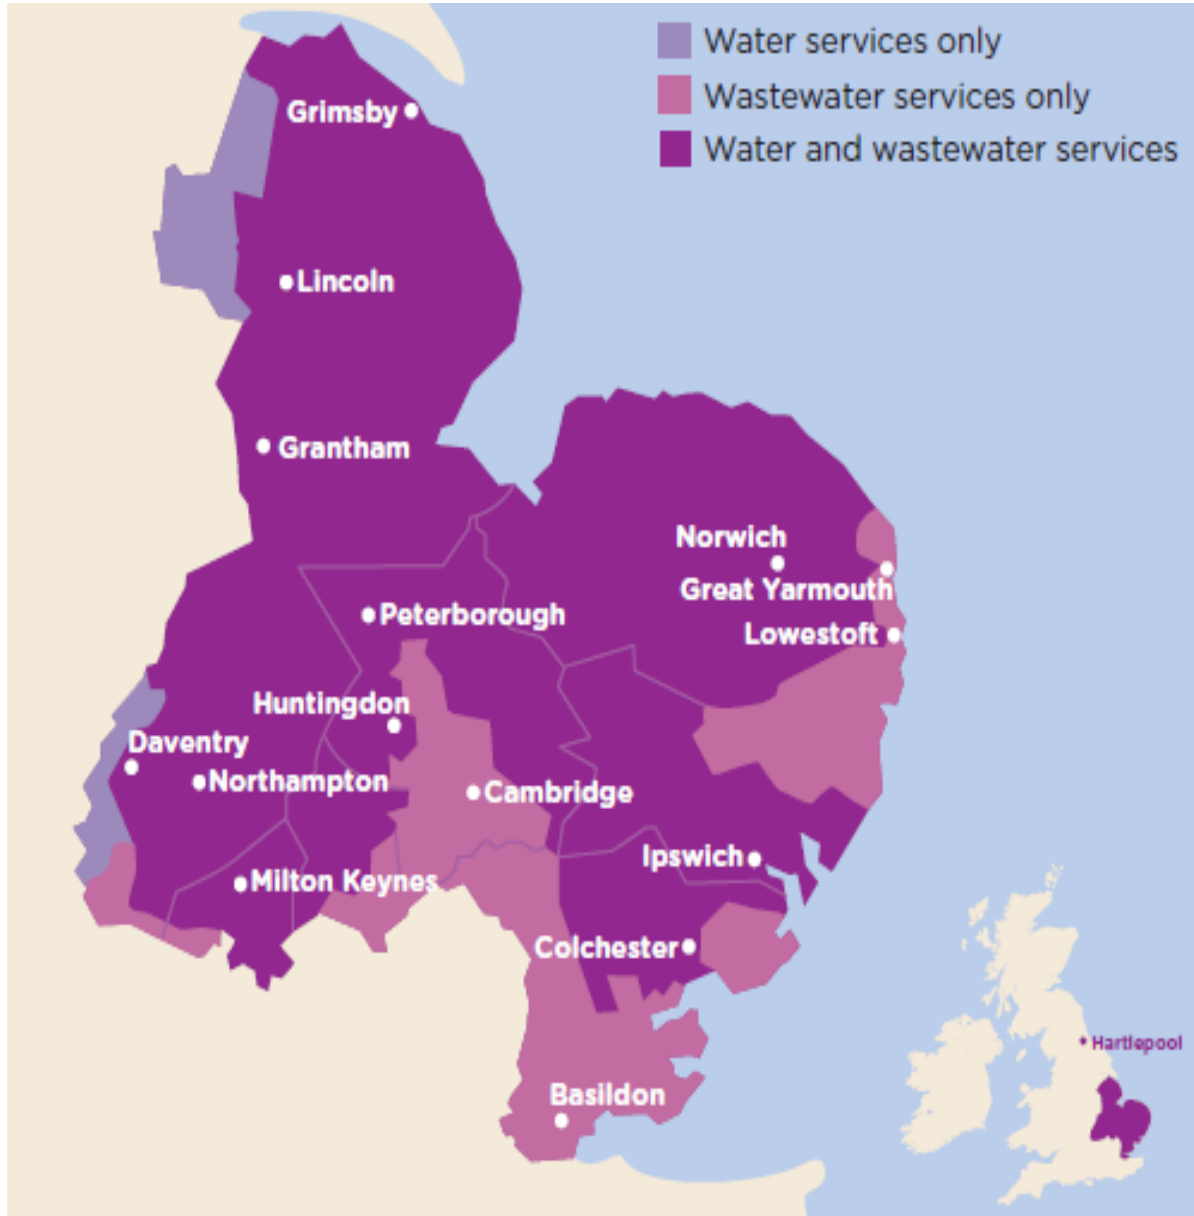 Water services only
Wastewater services only
Water and wastewater services
Grimsby
Lincoln
Grantham
Norwich
Great Yarmouth
Peterborough
Lowestoft
Huntingdon
Daventry
Northampton
Cambridge
Ipswich
Milton Keynes
Colchester
Hartlepool
Basildon